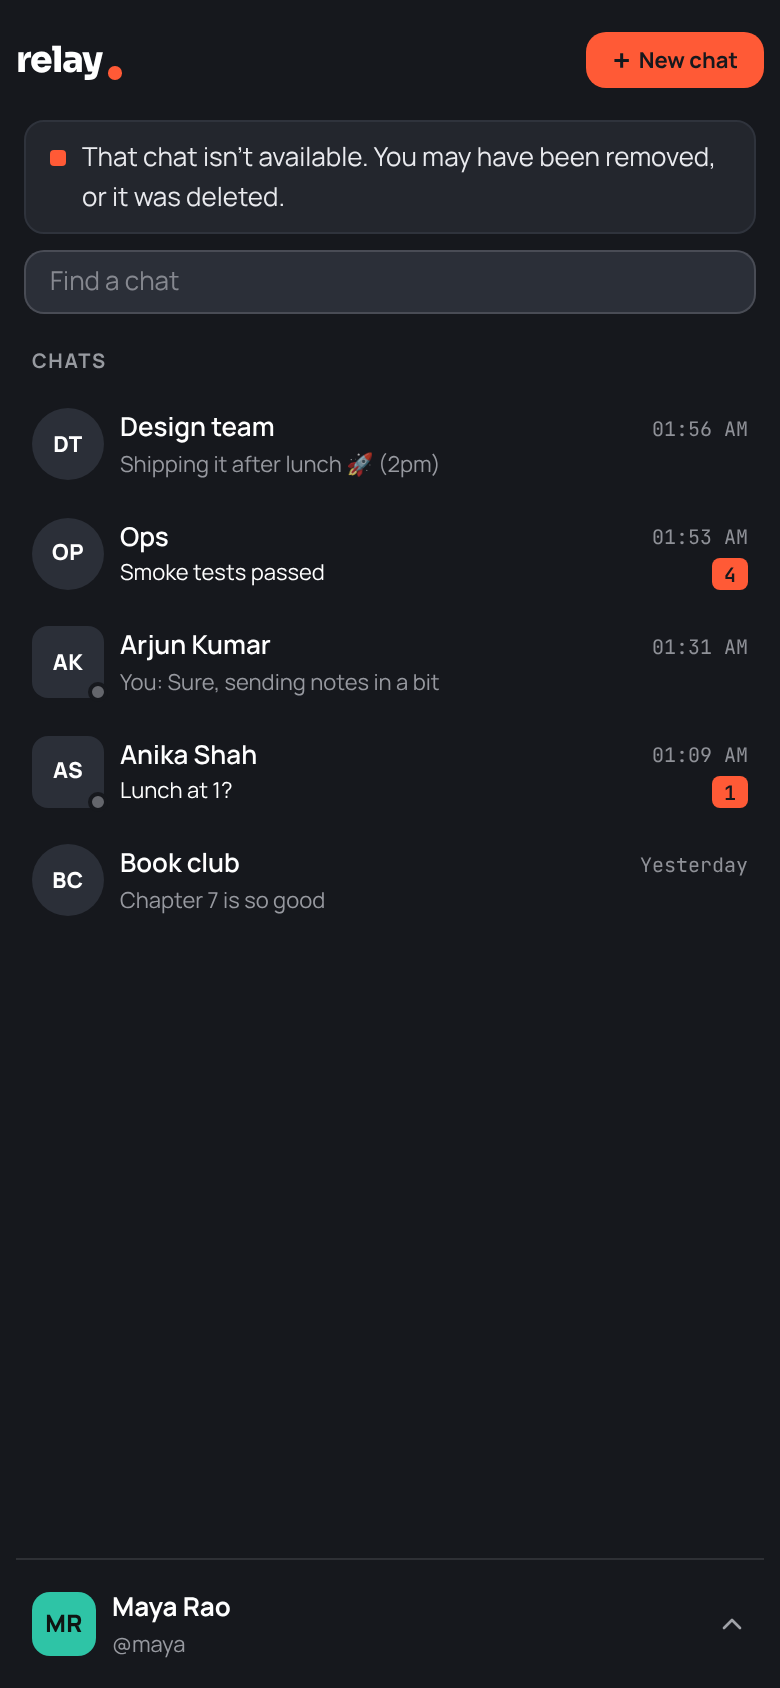 relay.
+ New chat
That chat isn't available. You may have been removed,
or it was deleted.
Find a chat
CHATS
DT
Design team
01:56 AM
Shipping it after lunch 🚀 (2pm)
OP
Ops
01:53 AM
Smoke tests passed
4
AK
Arjun Kumar
01:31 AM
You: Sure, sending notes in a bit
AS
Anika Shah
01:09 AM
Lunch at 1?
1
BC
Book club
Yesterday
Chapter 7 is so good
MR
Maya Rao
@maya